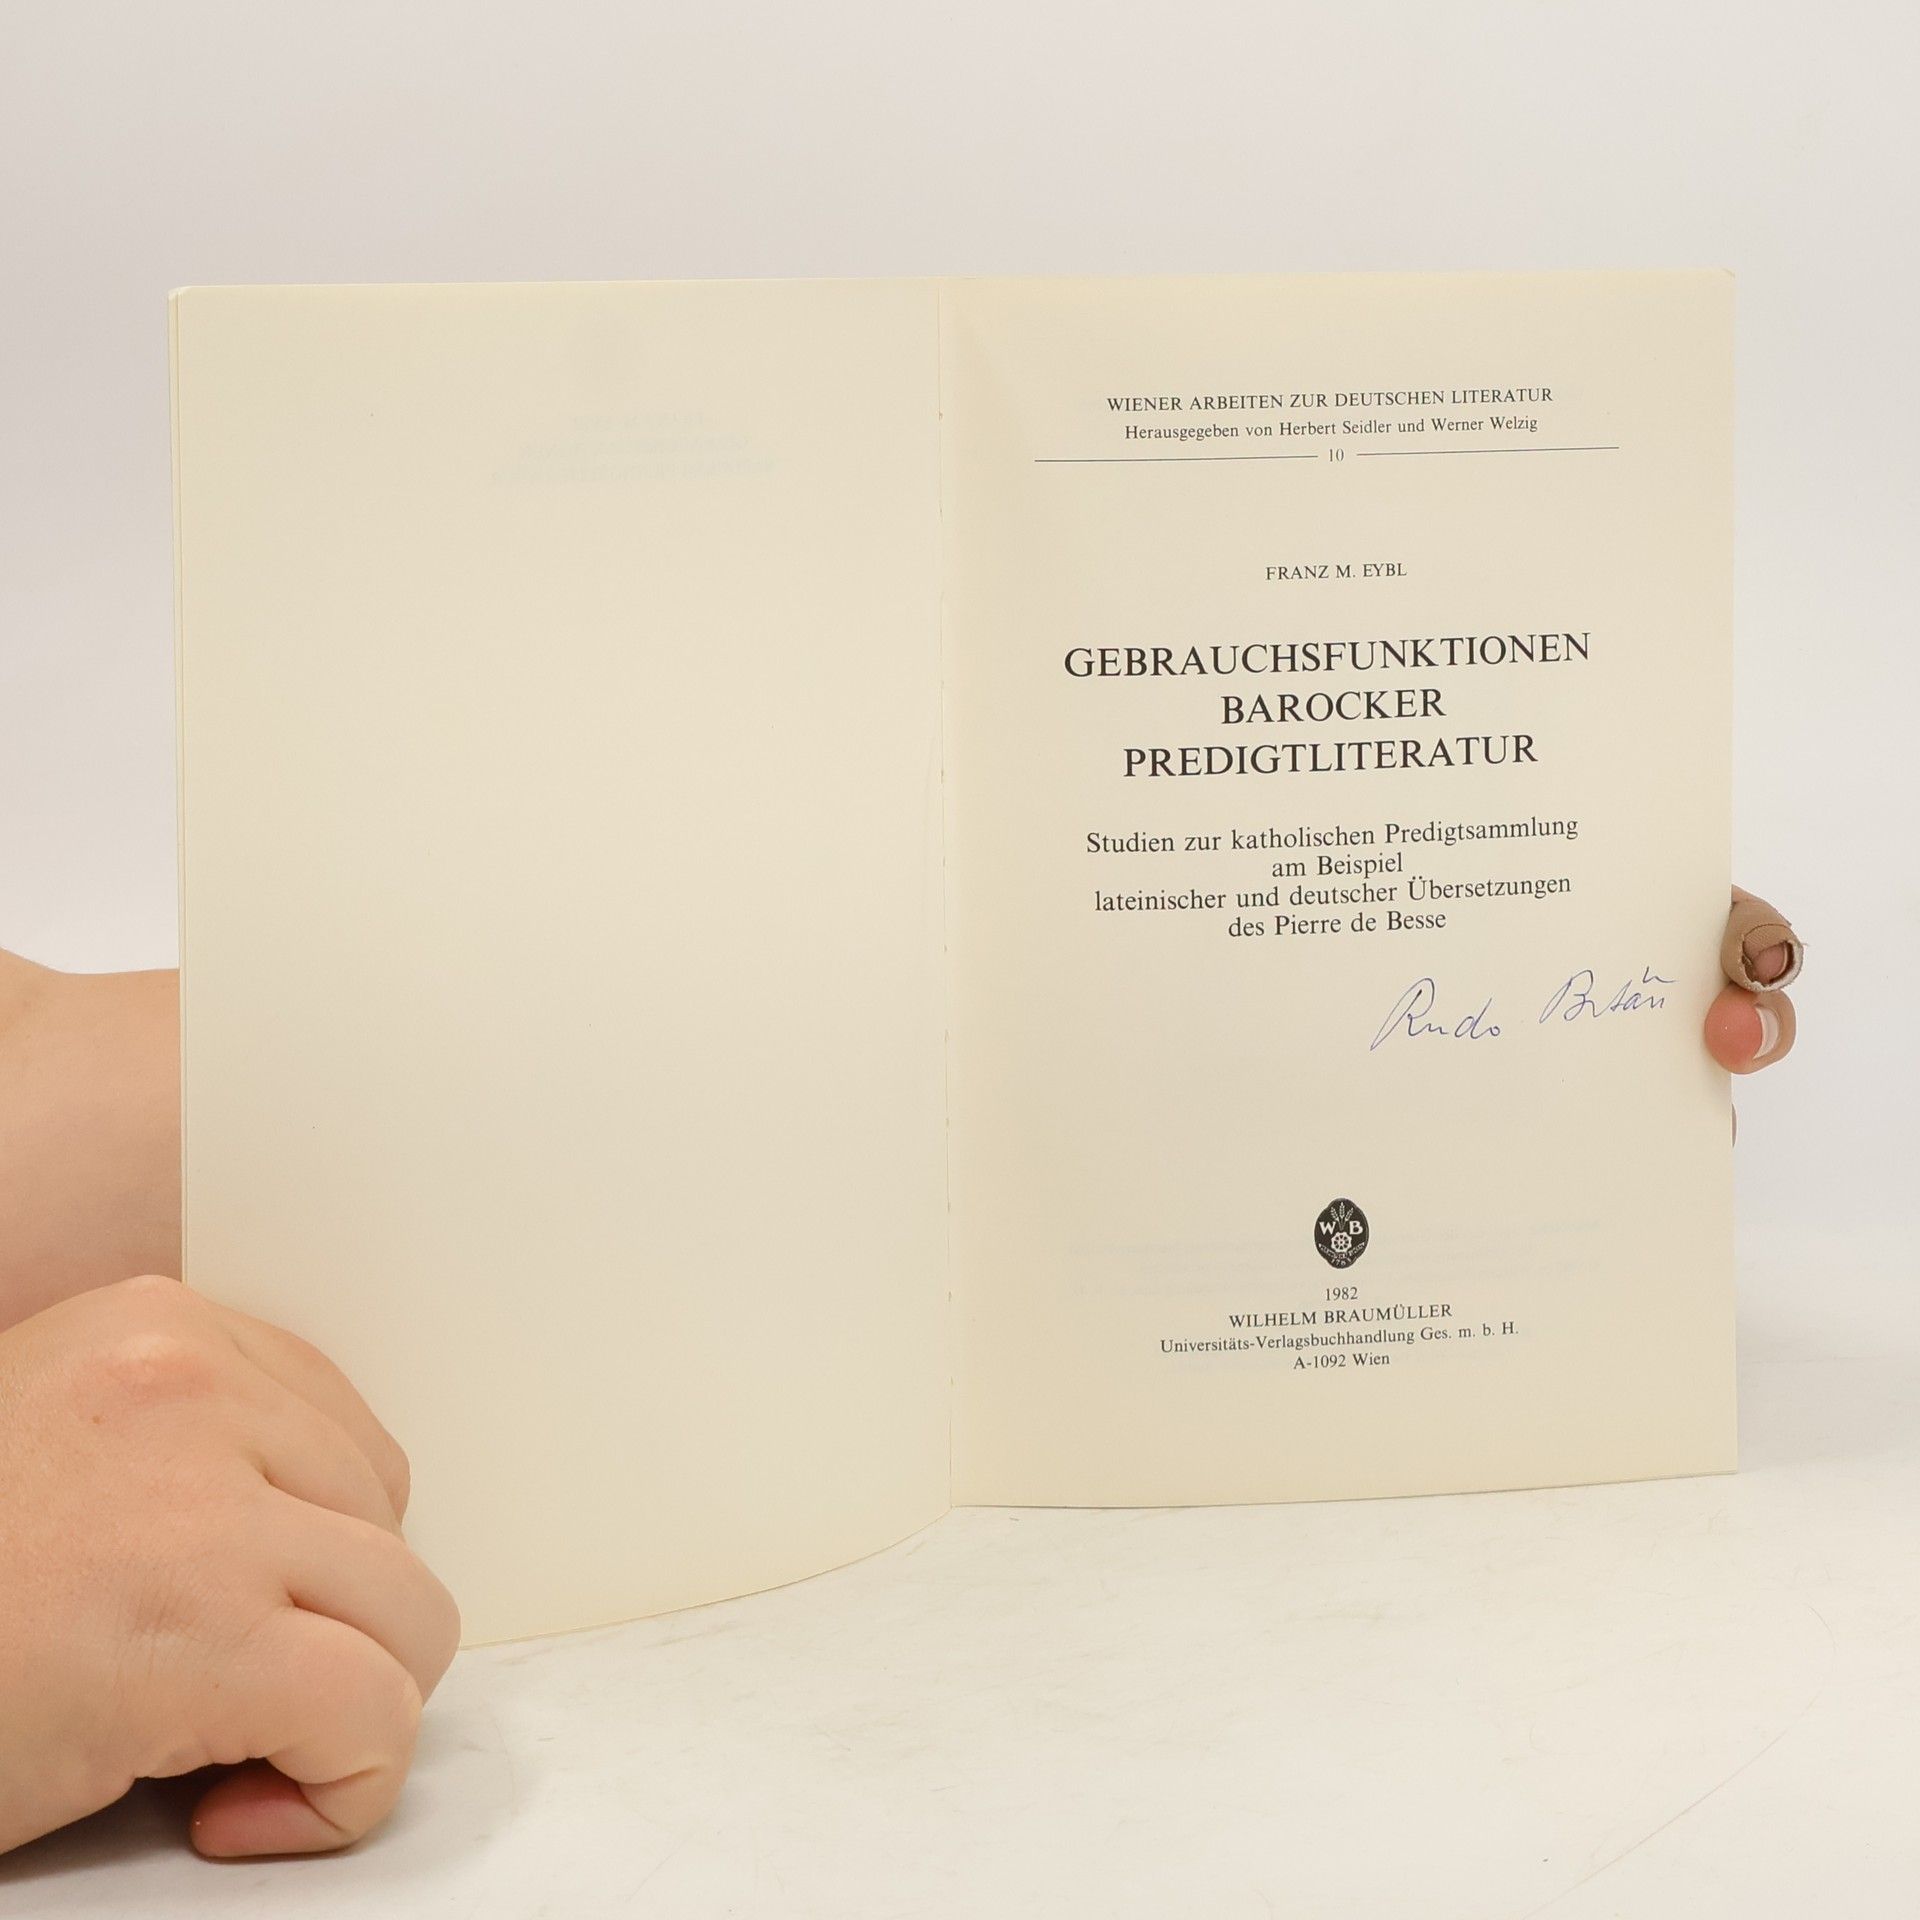 WIENER ARBEITEN ZUR DEUTSCHEN LITERATUR
Herausgegeben von Herbert Seidler und Werner Welzig
10
FRANZ M. EYBL
GEBRAUCHSFUNKTIONEN
BAROCKER
PREDIGTLITERATUR
Studien zur katholischen Predigtsammlung
am Beispiel
lateinischer und deutscher Übersetzungen
des Pierre de Besse
Rudo
W B
1982
WILHELM BRAUMÜLLER
Universitäts-Verlagsbuchhandlung Ges. m. b. H.
A-1092 Wien